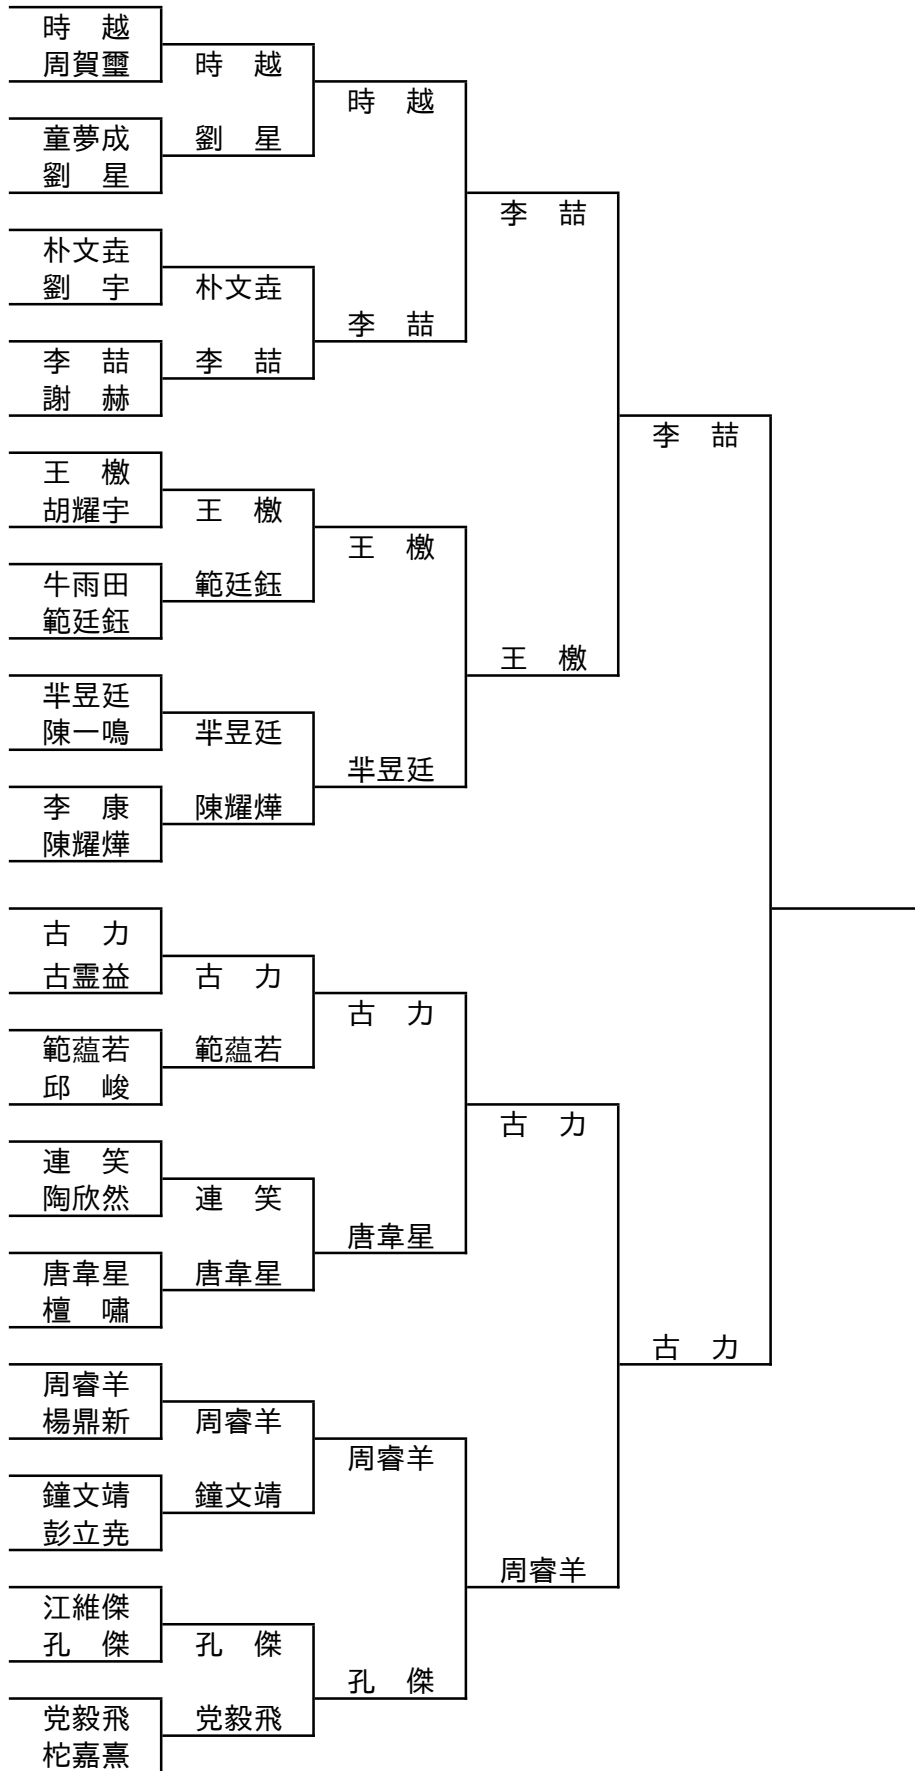 時　越
周賀璽
童夢成
劉　星
朴文垚
劉　宇
李　喆
謝　赫
王　檄
胡耀宇
牛雨田
範廷鈺
羋昱廷
陳一鳴
李　康
陳耀燁
古　力
古霊益
範蘊若
邱　峻
連　笑
陶欣然
唐韋星
檀　嘯
周睿羊
楊鼎新
鐘文靖
彭立尭
江維傑
孔　傑
党毅飛
柁嘉熹
時　越
劉　星
朴文垚
李　喆
王　檄
範廷鈺
羋昱廷
陳耀燁
古　力
範蘊若
連　笑
唐韋星
周睿羊
鐘文靖
孔　傑
党毅飛
時　越
李　喆
王　檄
羋昱廷
古　力
唐韋星
周睿羊
孔　傑
李　喆
王　檄
古　力
周睿羊
李　喆
古　力